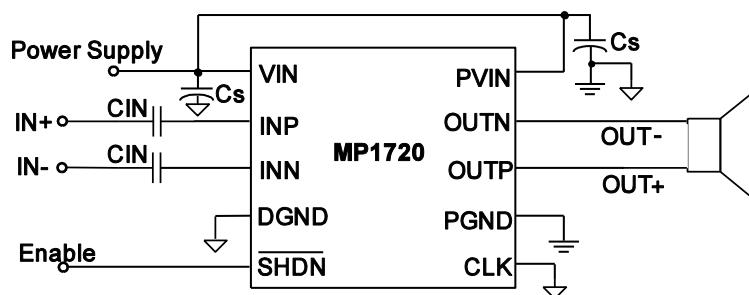 Power Supply
Cs
VIN
PVIN
Cs
IN+
CIN
INP
OUTN
OUT-
IN-
CIN
INN
MP1720
OUTP
OUT+
DGND
PGND
Enable
SHDN
CLK